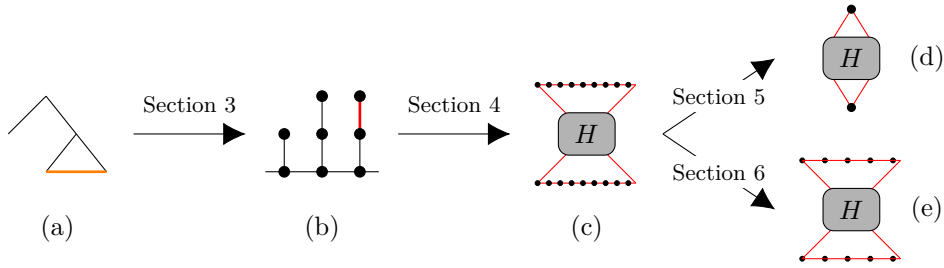 Section 3
Section 4
Section 5
Section 6
H
H
H
(a)
(b)
(c)
(d)
(e)